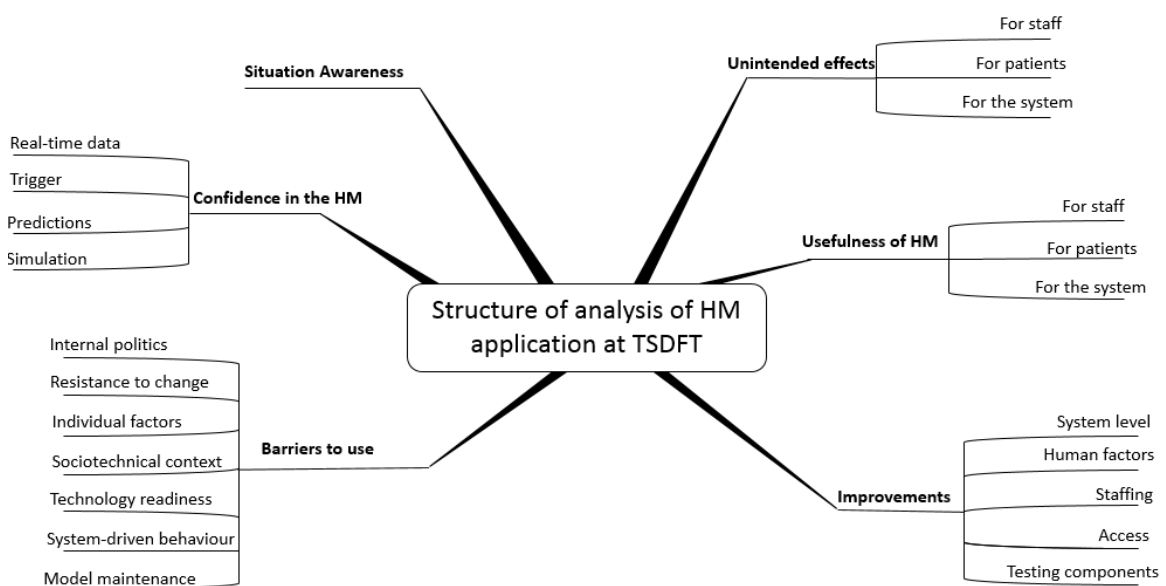 Situation Awareness
Confidence in the HM
Real-time data
Trigger
Predictions
Simulation
Barriers to use
Internal politics
Resistance to change
Individual factors
Sociotechnical context
Technology readiness
System-driven behaviour
Model maintenance
Structure of analysis of HM
application at TSDFT
Unintended effects
For staff
For patients
For the system
Usefulness of HM
For staff
For patients
For the system
Improvements
System level
Human factors
Staffing
Access
Testing components